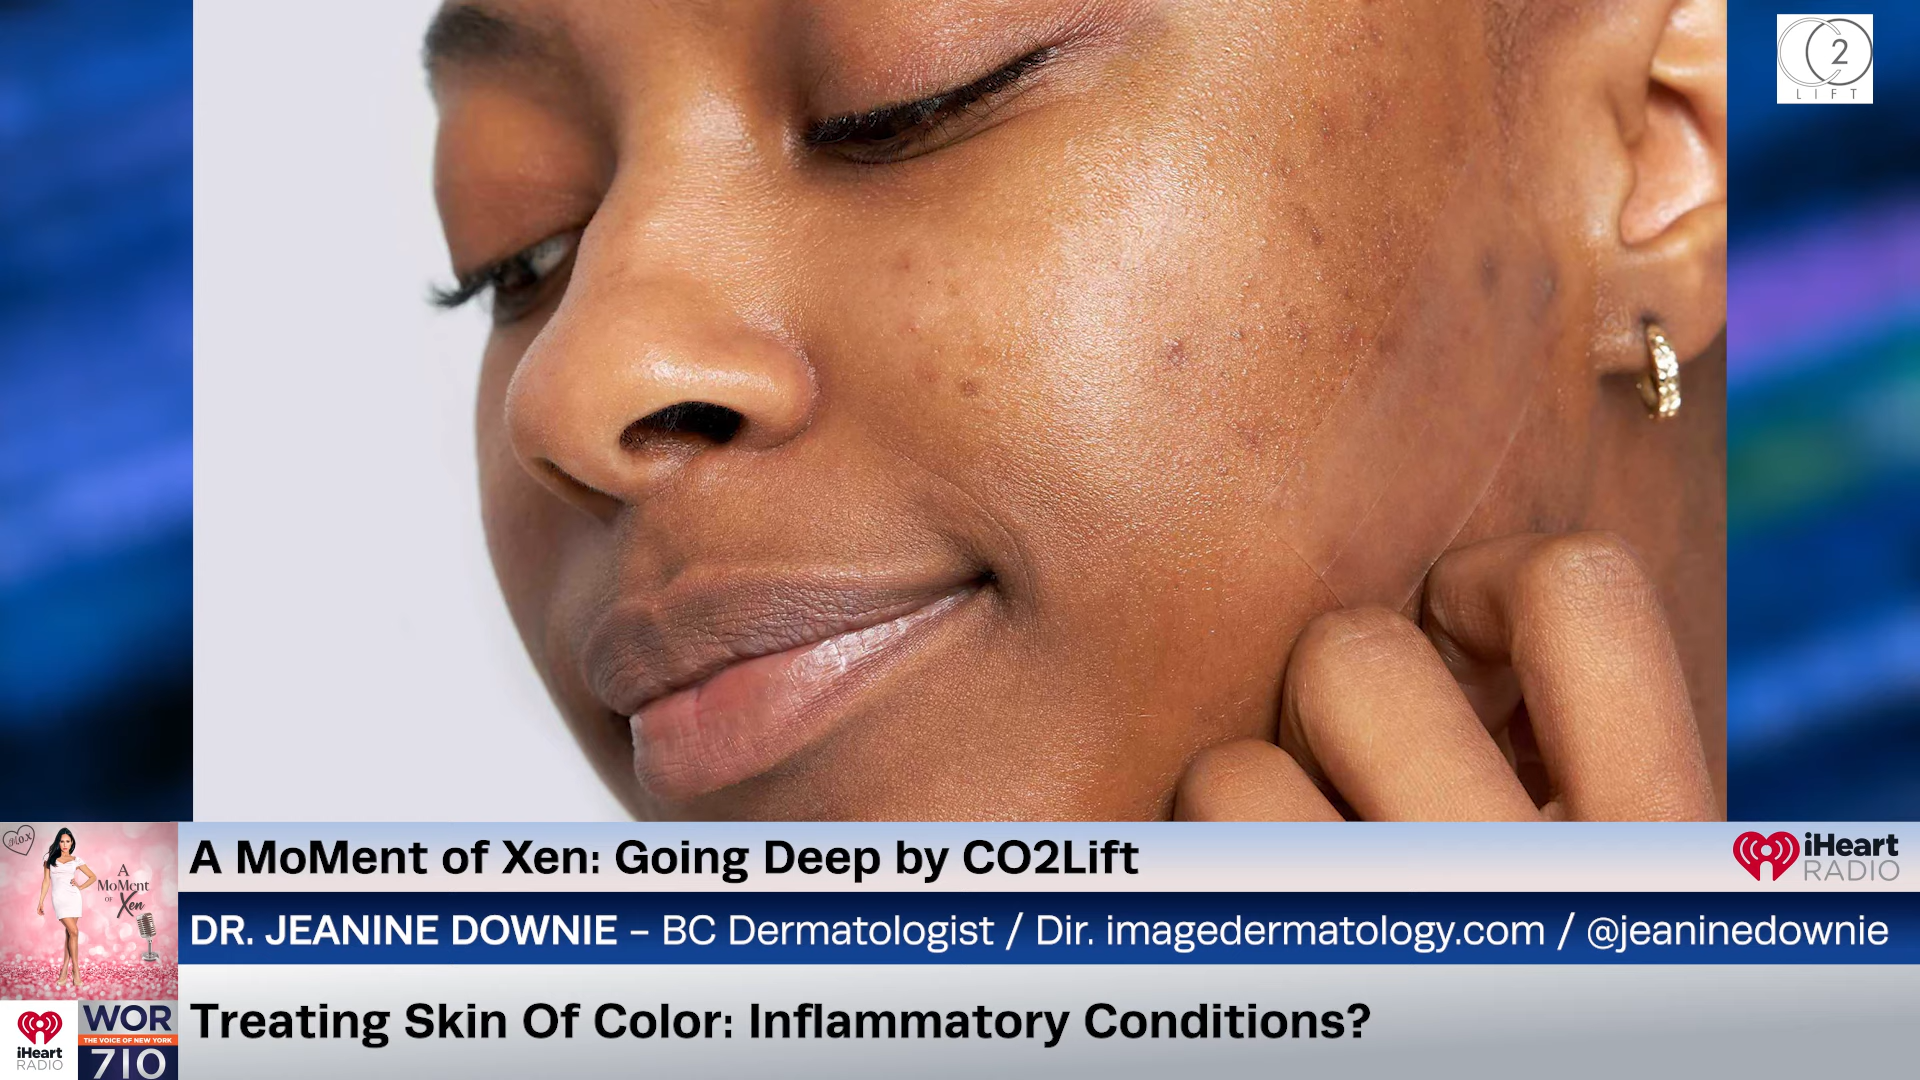 CO2
LIFT
A MoMent of Xen: Going Deep by CO2Lift
iHeart
RADIO
DR. JEANINE DOWNIE – BC Dermatologist / Dir. imagedermatology.com / @jeaninedownie
Treating Skin Of Color: Inflammatory Conditions?
M.O.X
A
MoMent
OF Xen
iHeart
RADIO
WOR
THE VOICE OF NEW YORK
710